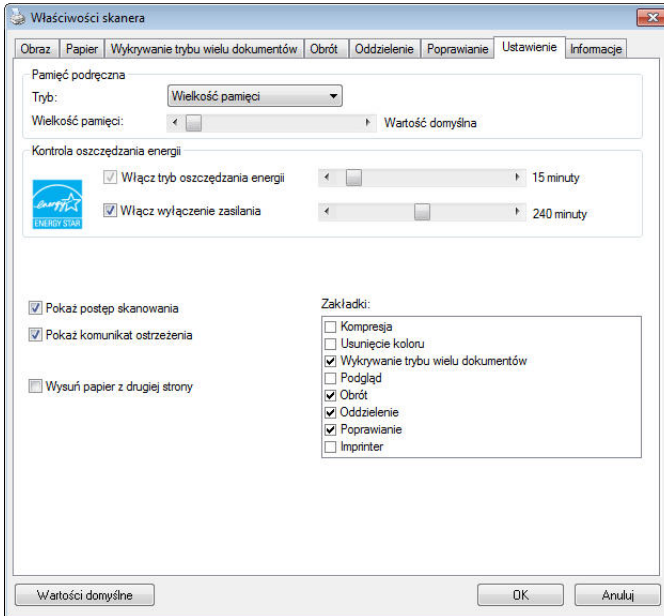 Właściwości skanera
Obraz Papier Wykrywanie trybu wielu dokumentów Obrót Oddzielenie Poprawianie Ustawienie Informacje
Pamięć podręczna
Tryb: Wielkość pamięci
Wielkość pamięci: Wartość domyślna
Kontrola oszczędzania energii
Włącz tryb oszczędzania energii 15 minuty
Włącz wyłączenie zasilania 240 minuty
energy
ENERGY STAR
Pokaż postęp skanowania
Pokaż komunikat ostrzeżenia
Wysuń papier z drugiej strony
Zakładki:
Kompresja
Usunięcie koloru
Wykrywanie trybu wielu dokumentów
Podgląd
Obrót
Oddzielenie
Poprawianie
Imprinter
Wartości domyślne OK Anuluj